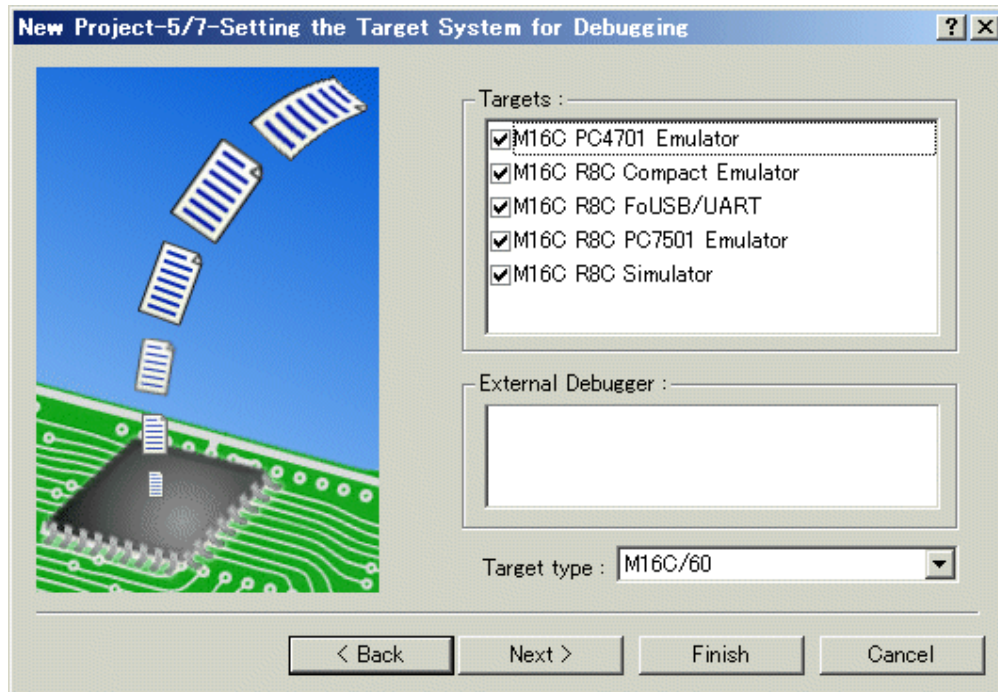 New Project-5/7-Setting the Target System for Debugging
Targets :
M16C PC4701 Emulator
M16C R8C Compact Emulator
M16C R8C FoUSB/UART
M16C R8C PC7501 Emulator
M16C R8C Simulator
External Debugger :
Target type : M16C/60
< Back Next > Finish Cancel